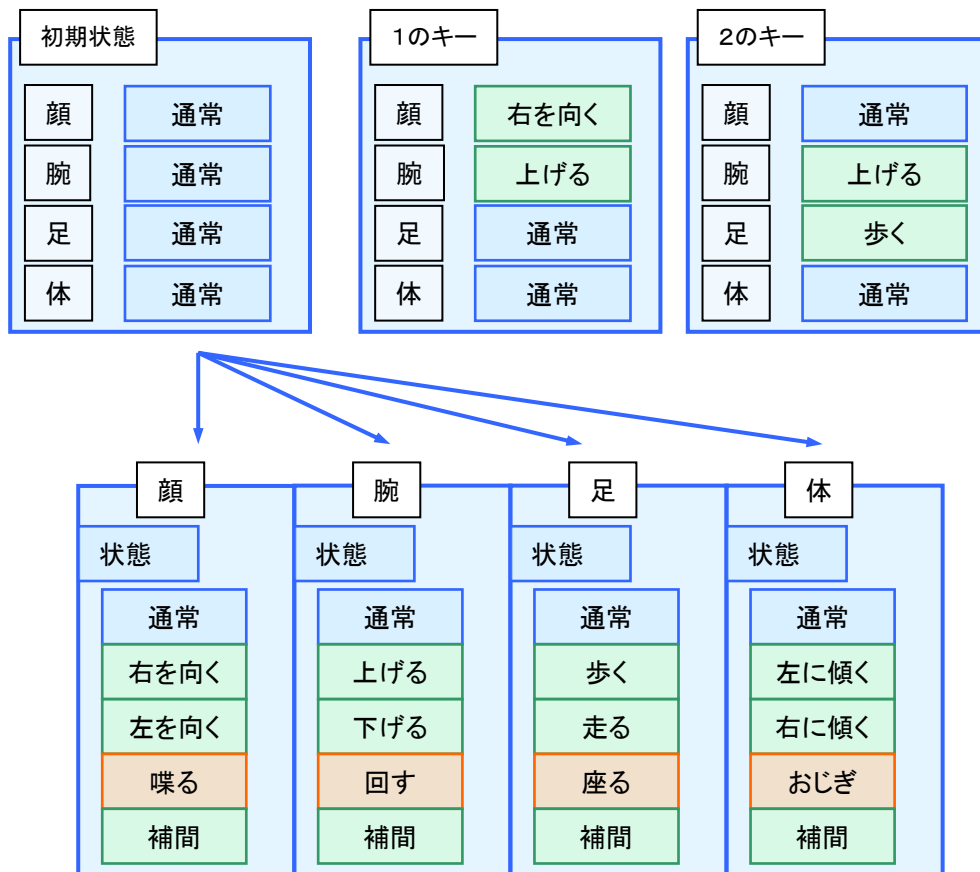 初期状態
顔 通常
腕 通常
足 通常
体 通常
1のキー
顔 右を向く
腕 上げる
足 通常
体 通常
2のキー
顔 通常
腕 上げる
足 歩く
体 通常
顔
状態
通常
右を向く
左を向く
喋る
補間
腕
状態
通常
上げる
下げる
回す
補間
足
状態
通常
歩く
走る
座る
補間
体
状態
通常
左に傾く
右に傾く
おじぎ
補間